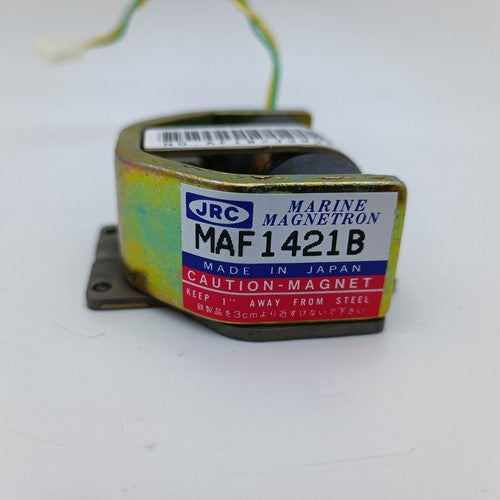 JRC
MARINE
MAGNETRON
MAF1421B
MADE IN JAPAN
CAUTION-MAGNET
KEEP 1" AWAY FROM STEEL
鉄製品を3cmより近ずけないで下さい